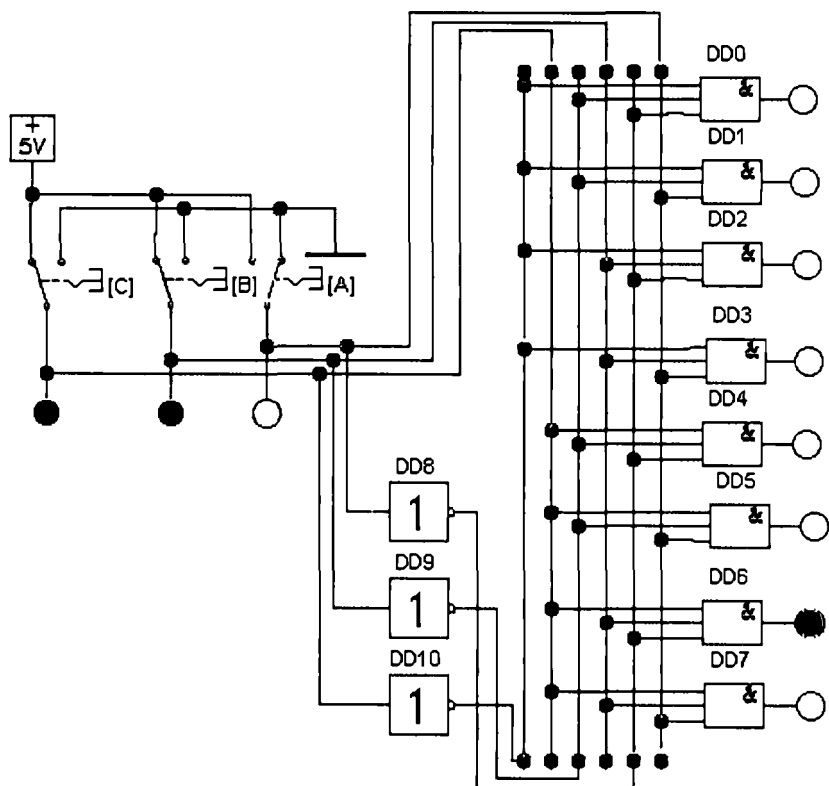 DD0
&
+
5V
DD1
&
DD2
&
[C]
[B]
[A]
DD3
&
DD4
&
DD8
1
DD5
&
DD9
1
DD6
&
DD10
1
DD7
&